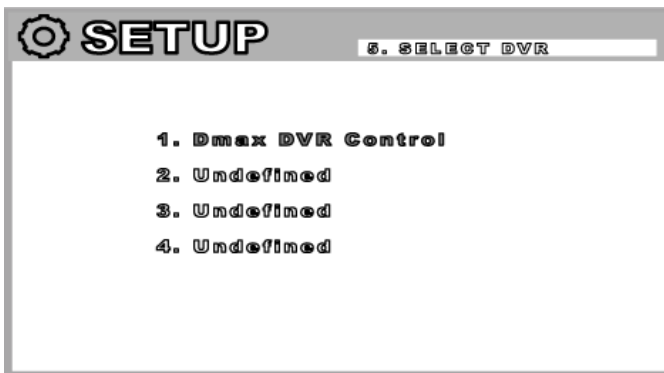 SETUP
5. SELECT DVR
1. Dmax DVR Control
2. Undefined
3. Undefined
4. Undefined